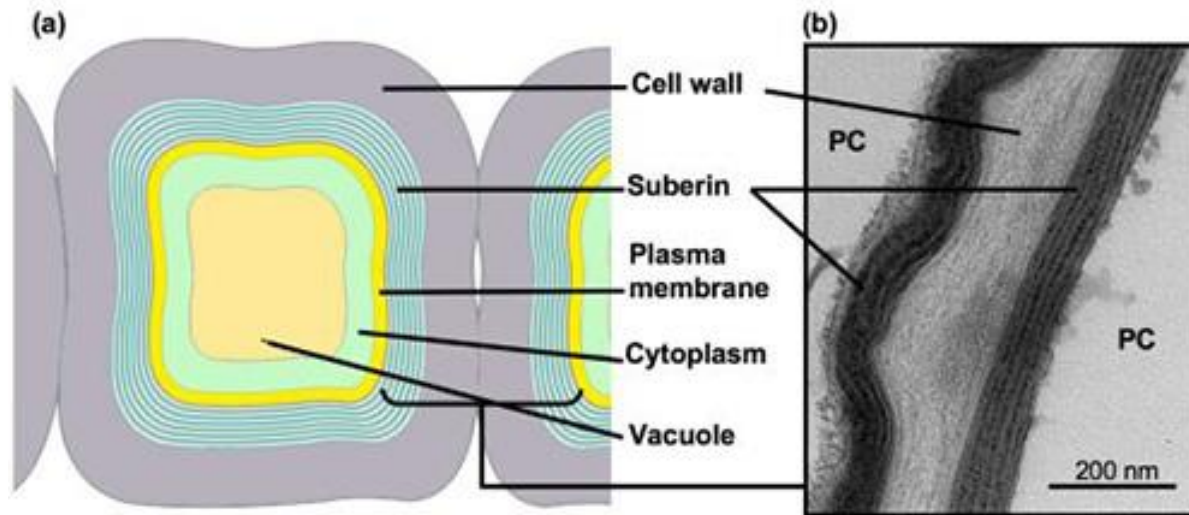 (a)
(b)
Cell wall
PC
Suberin
Plasma
membrane
PC
Cytoplasm
Vacuole
200 nm